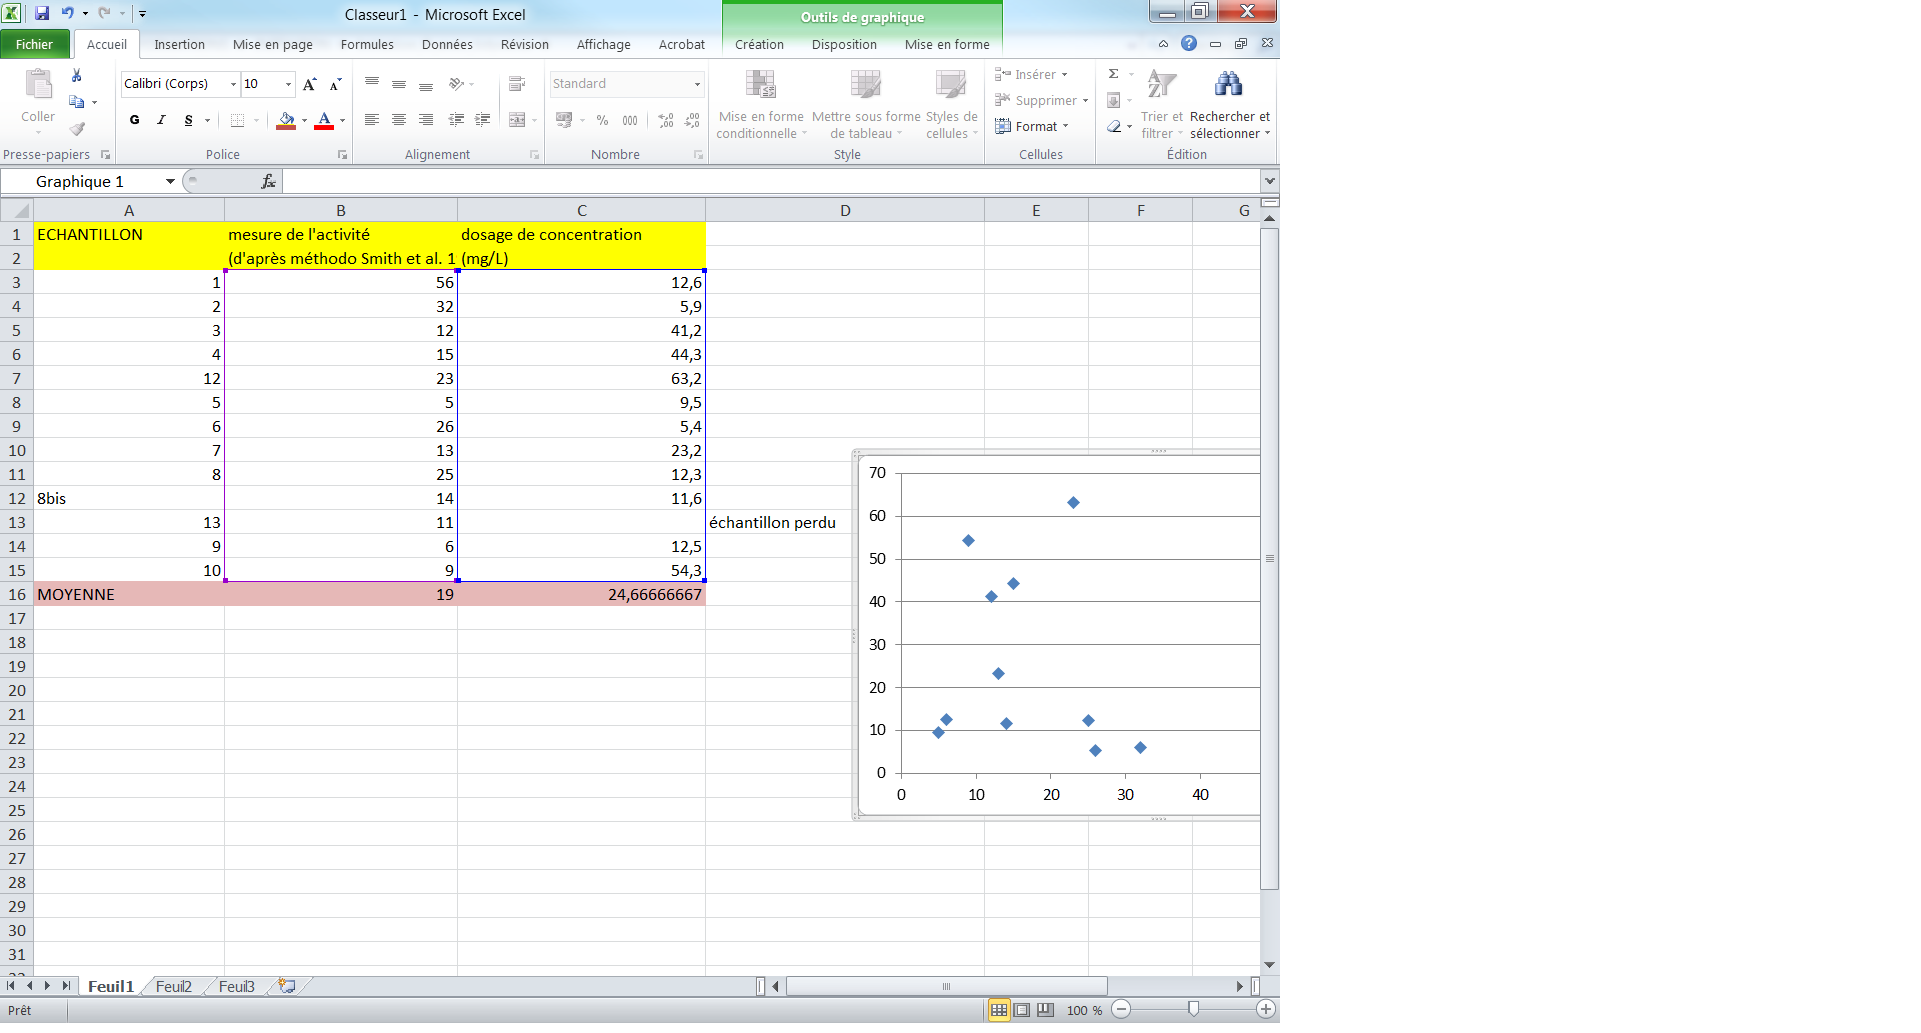 Classeur1 - Microsoft Excel
Outils de graphique
Fichier Accueil Insertion Mise en page Formules Données Révision Affichage Acrobat Création Disposition Mise en forme
Calibri (Corps) 10 Standard
Coller
G I S
% 000
Mise en forme conditionnelle
Mettre sous forme de tableau
Styles de cellules
Insérer
Supprimer
Format
Σ
Trier et filtrer
Rechercher et sélectionner
Presse-papiers Police Alignement Nombre Style Cellules Édition
Graphique 1 fx
A B C D E F G
1 ECHANTILLON mesure de l'activité dosage de concentration
2 (d'après méthodo Smith et al. 1 (mg/L)
3 1 56 12,6
4 2 32 5,9
5 3 12 41,2
6 4 15 44,3
7 12 23 63,2
8 5 5 9,5
9 6 26 5,4
10 7 13 23,2
11 8 25 12,3
12 8bis 14 11,6
13 13 11 échantillon perdu
14 9 6 12,5
15 10 9 54,3
16 MOYENNE 19 24,66666667
17
18
19
20
21
22
23
24
25
26
27
28
29
30
31
70
60
50
40
30
20
10
0
0 10 20 30 40
Feuil1 Feuil2 Feuil3
Prêt 100 %